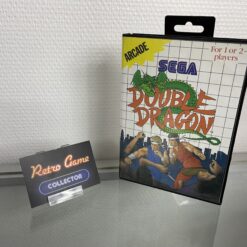 ARCADE
SEGA
For 1 or 2
players
DOUBLE
DRAGON
Retro Game
COLLECTOR